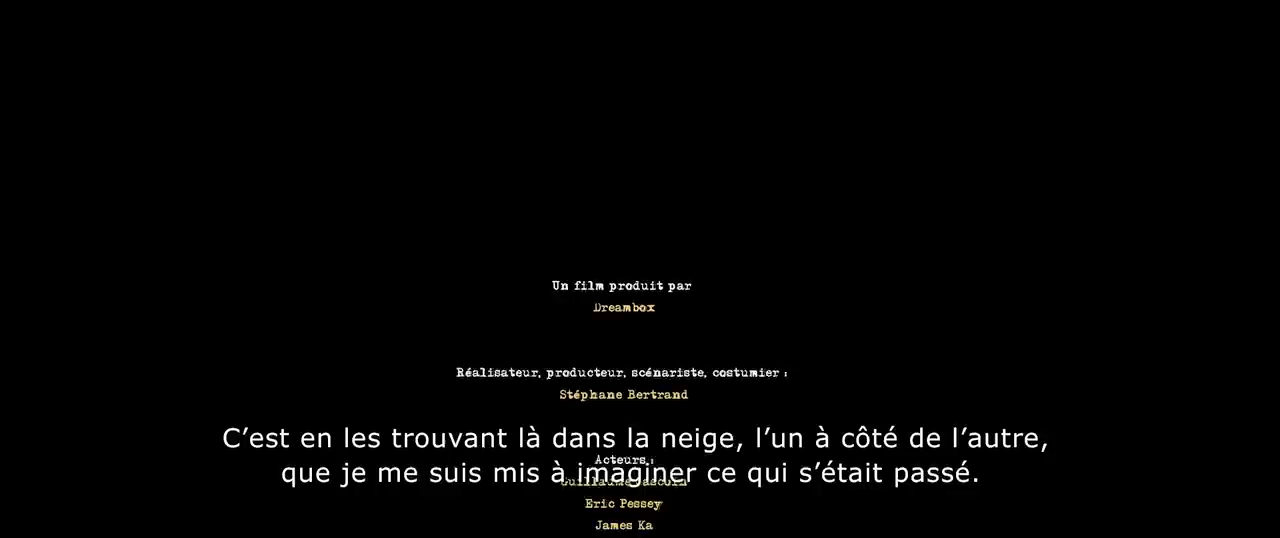 Un film produit par
Dreambox
Réalisateur, producteur, scénariste, costumier :
Stéphane Bertrand
C’est en les trouvant là dans la neige, l’un à côté de l’autre,
Acteurs :
que je me suis mis à imaginer ce qui s’était passé.
Guillaume
Eric Pessey
James Ka